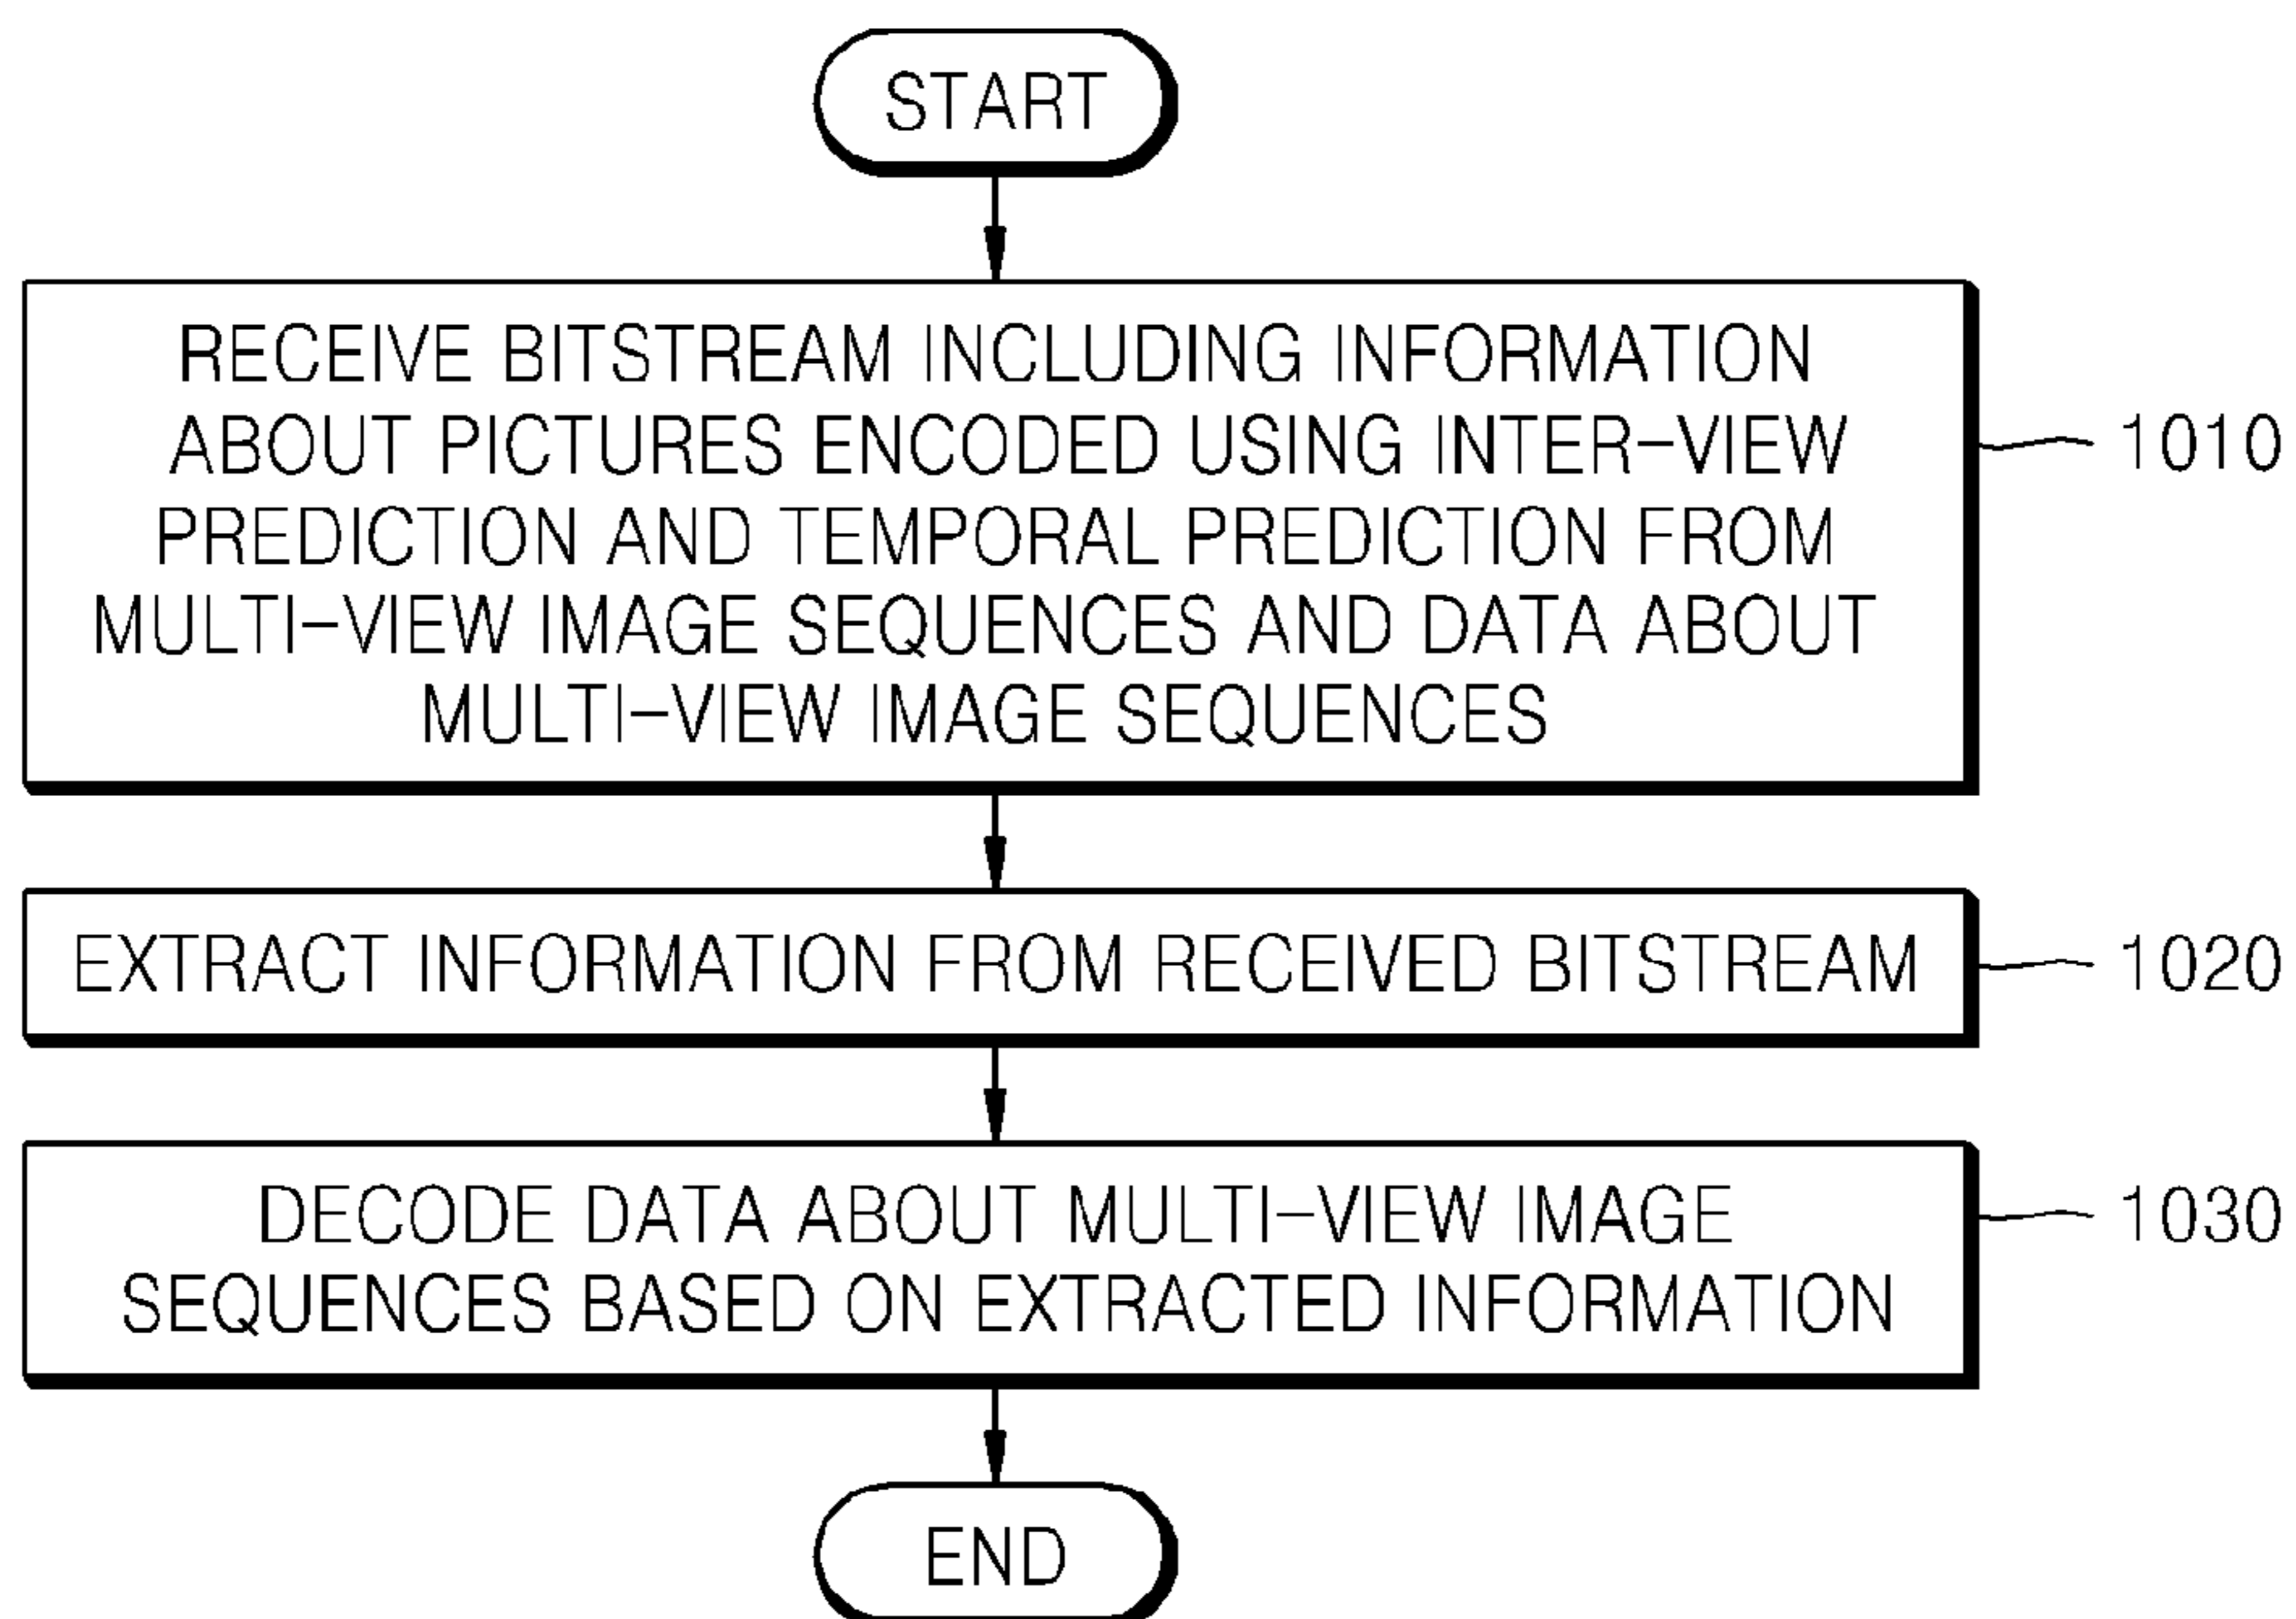 START
RECEIVE BITSTREAM INCLUDING INFORMATION
ABOUT PICTURES ENCODED USING INTER-VIEW
PREDICTION AND TEMPORAL PREDICTION FROM
MULTI-VIEW IMAGE SEQUENCES AND DATA ABOUT
MULTI-VIEW IMAGE SEQUENCES
1010
EXTRACT INFORMATION FROM RECEIVED BITSTREAM
1020
DECODE DATA ABOUT MULTI-VIEW IMAGE
SEQUENCES BASED ON EXTRACTED INFORMATION
1030
END